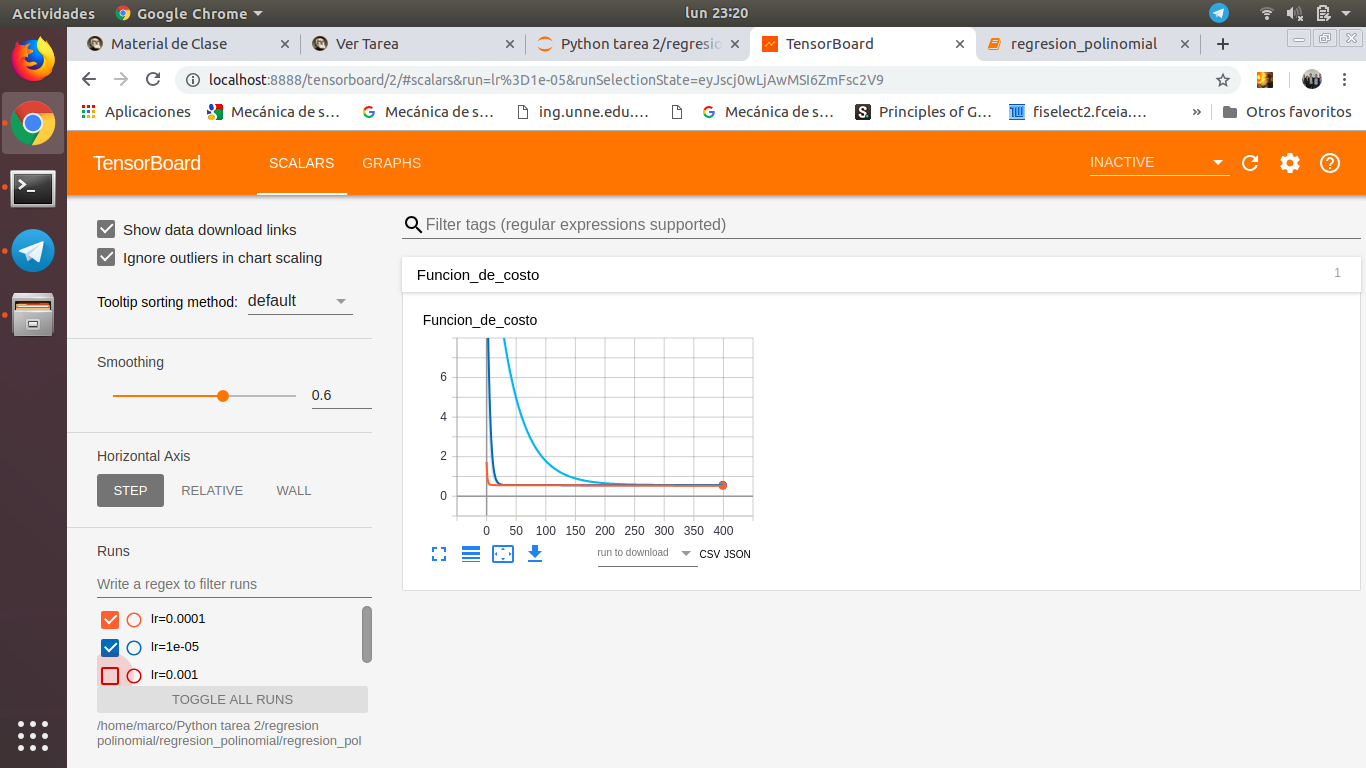 Actividades Google Chrome lun 23:20
Material de Clase Ver Tarea Python tarea 2/regresio TensorBoard regresion_polinomial
localhost:8888/tensorboard/2/#scalars&run=lr%3D1e-05&runSelectionState=eyJscj0wLjAwMSI6ZmFsc2V9
Aplicaciones Mecánica de s… Mecánica de s… ing.unne.edu.… Mecánica de s… Principles of G… fiselect2.fceia.… » Otros favoritos
TensorBoard SCALARS GRAPHS INACTIVE
Show data download links
Ignore outliers in chart scaling
Tooltip sorting method: default
Smoothing
0.6
Horizontal Axis
STEP RELATIVE WALL
Runs
Write a regex to filter runs
lr=0.0001
lr=1e-05
lr=0.001
TOGGLE ALL RUNS
/home/marco/Python tarea 2/regresion
polinomial/regresion_polinomial/regresion_pol
Filter tags (regular expressions supported)
Funcion_de_costo 1
Funcion_de_costo
6
4
2
0
0 50 100 150 200 250 300 350 400
run to download CSV JSON